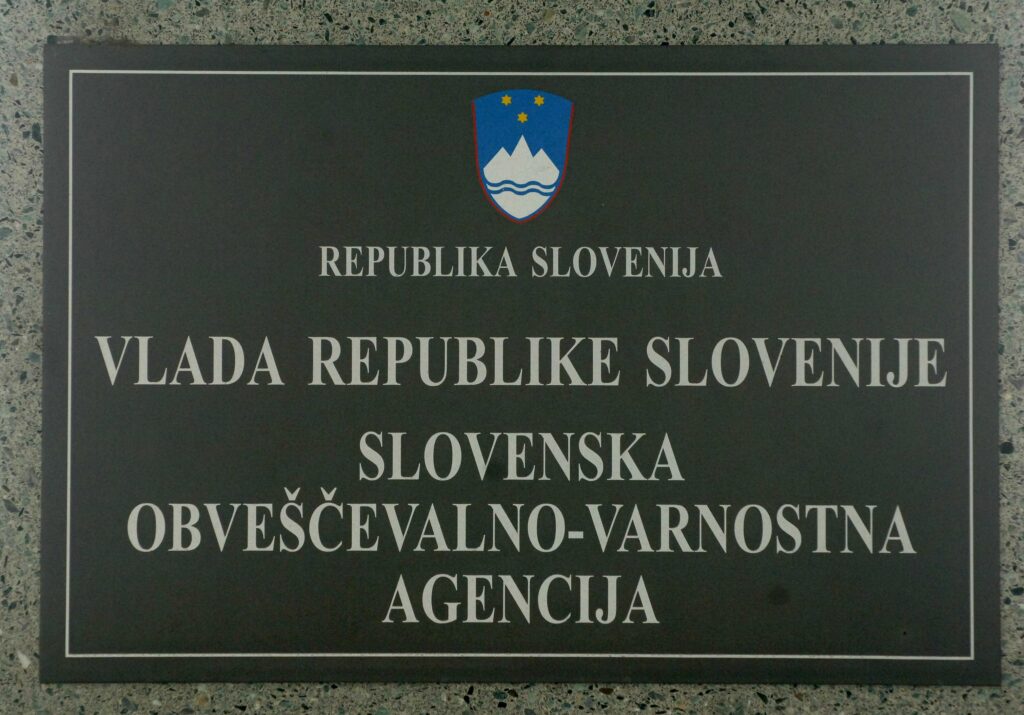 REPUBLIKA SLOVENIJA
VLADA REPUBLIKE SLOVENIJE
SLOVENSKA
OBVEŠČEVALNO-VARNOSTNA
AGENCIJA